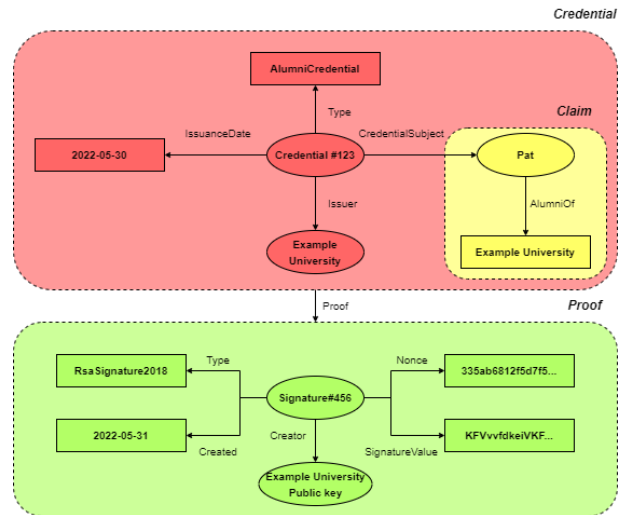 Credential
AlumniCredential
Type
Claim
IssuanceDate
CredentialSubject
2022-05-30
Credential #123
Pat
Issuer
AlumniOf
Example
University
Example University
Proof
Proof
Type
Nonce
RsaSignature2018
335ab6812f5d7f5...
Signature#456
2022-05-31
KFVvvfdkeiVKF...
Creator
Created
SignatureValue
Example University
Public key